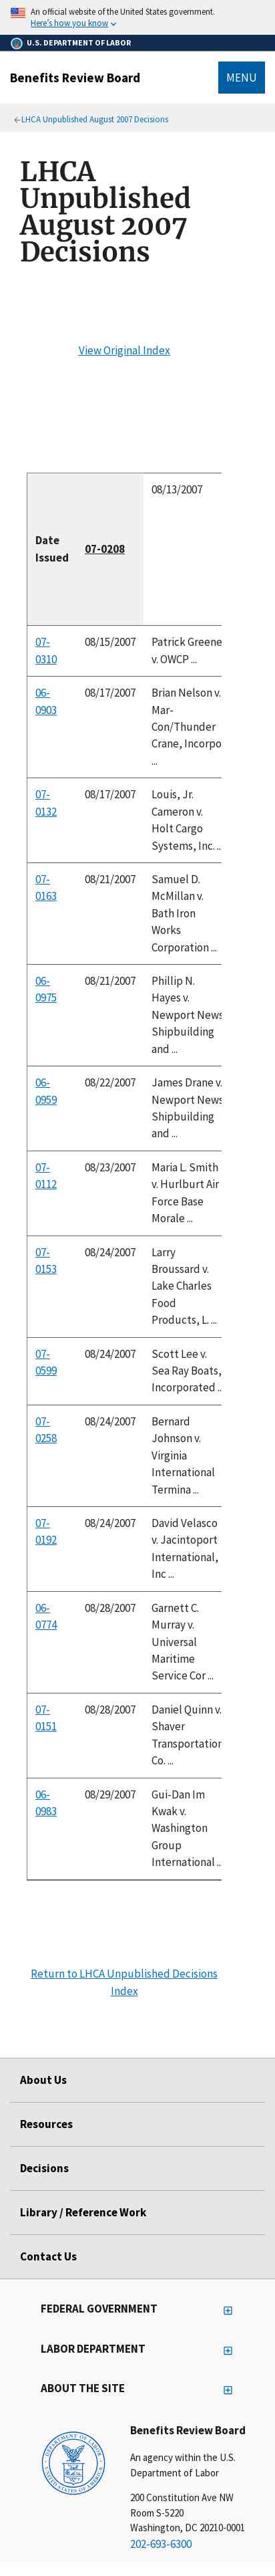 An official website of the United States government.
Here's how you know
U.S. DEPARTMENT OF LABOR
Benefits Review Board
MENU
LHCA Unpublished August 2007 Decisions
LHCA
Unpublished
August 2007
Decisions
View Original Index
Date
Issued
07-0208
08/13/2007
07-
0310
08/15/2007
Patrick Greene
v. OWCP ...
06-
0903
08/17/2007
Brian Nelson v.
Mar-
Con/Thunder
Crane, Incorpo
...
07-
0132
08/17/2007
Louis, Jr.
Cameron v.
Holt Cargo
Systems, Inc. ..
07-
0163
08/21/2007
Samuel D.
McMillan v.
Bath Iron
Works
Corporation ...
06-
0975
08/21/2007
Phillip N.
Hayes v.
Newport News
Shipbuilding
and ...
06-
0959
08/22/2007
James Drane v.
Newport News
Shipbuilding
and ...
07-
0112
08/23/2007
Maria L. Smith
v. Hurlburt Air
Force Base
Morale ...
07-
0153
08/24/2007
Larry
Broussard v.
Lake Charles
Food
Products, L. ...
07-
0599
08/24/2007
Scott Lee v.
Sea Ray Boats,
Incorporated ..
07-
0258
08/24/2007
Bernard
Johnson v.
Virginia
International
Termina ...
07-
0192
08/24/2007
David Velasco
v. Jacintoport
International,
Inc ...
06-
0774
08/28/2007
Garnett C.
Murray v.
Universal
Maritime
Service Cor ...
07-
0151
08/28/2007
Daniel Quinn v.
Shaver
Transportation
Co. ...
06-
0983
08/29/2007
Gui-Dan Im
Kwak v.
Washington
Group
International ..
Return to LHCA Unpublished Decisions
Index
About Us
Resources
Decisions
Library / Reference Work
Contact Us
FEDERAL GOVERNMENT
LABOR DEPARTMENT
ABOUT THE SITE
Benefits Review Board
An agency within the U.S.
Department of Labor
200 Constitution Ave NW
Room S-5220
Washington, DC 20210-0001
202-693-6300